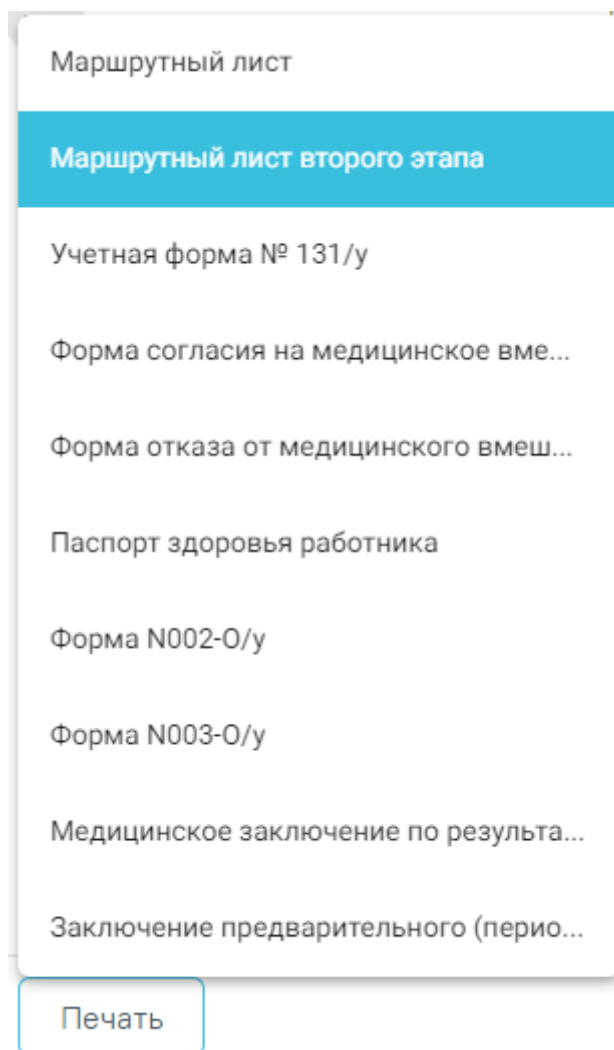 Маршрутный лист
Маршрутный лист второго этапа
Учетная форма № 131/у
Форма согласия на медицинское вме...
Форма отказа от медицинского вмеш...
Паспорт здоровья работника
Форма N002-О/у
Форма N003-О/у
Медицинское заключение по результа...
Заключение предварительного (перио...
Печать